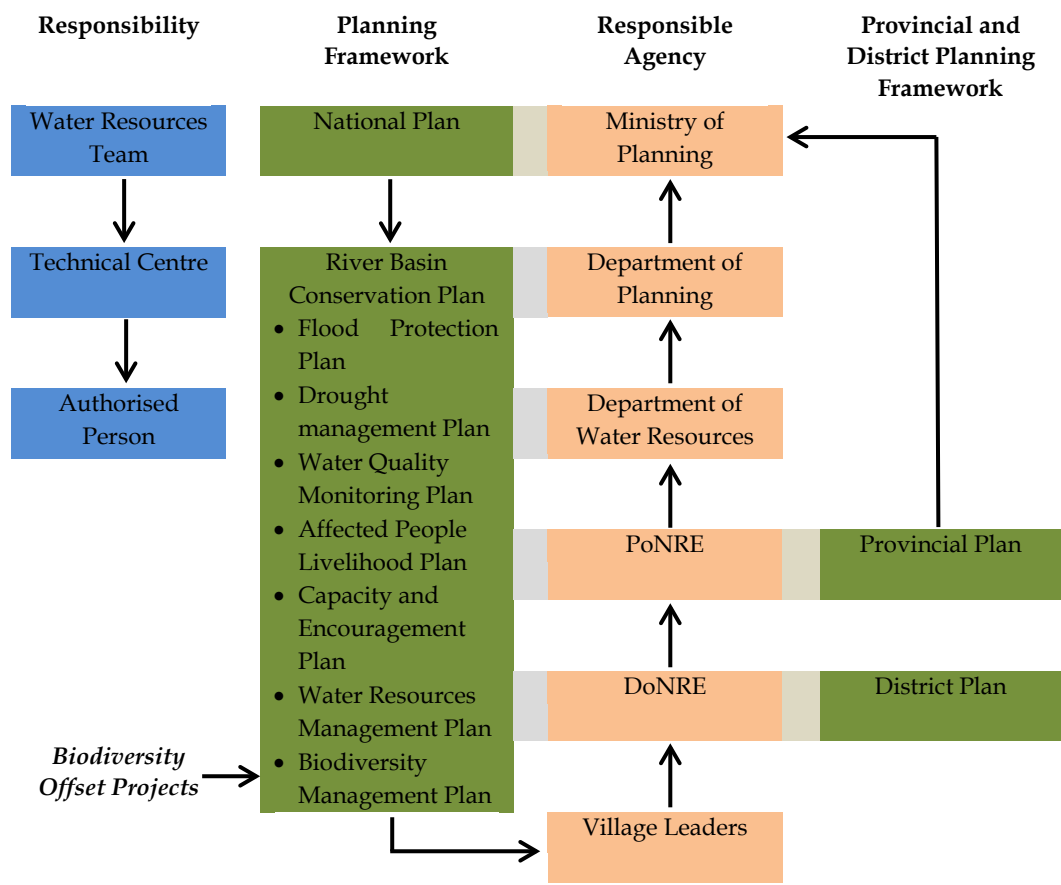 Responsibility
Planning
Framework
Responsible
Agency
Provincial and
District Planning
Framework
Water Resources
Team
National Plan
Ministry of
Planning
Technical Centre
River Basin
Conservation Plan
• Flood Protection
Plan
• Drought
management Plan
• Water Quality
Monitoring Plan
• Affected People
Livelihood Plan
• Capacity and
Encouragement
Plan
• Water Resources
Management Plan
• Biodiversity
Management Plan
Department of
Planning
Authorised
Person
Department of
Water Resources
PoNRE
Provincial Plan
DoNRE
District Plan
Biodiversity
Offset Projects
Village Leaders